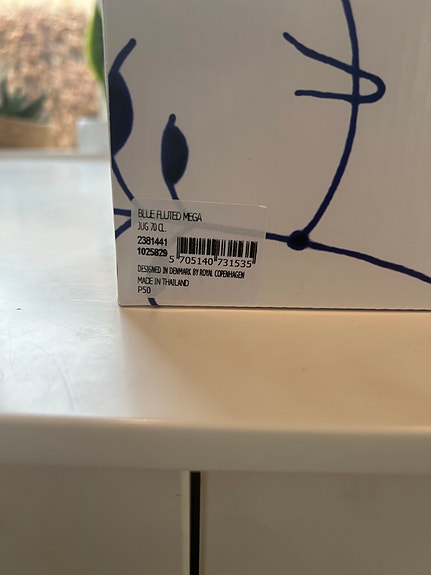 BLUE FLUTED MEGA
JUG 70 CL.
2381441
1025829
5 705140 731535
DESIGNED IN DENMARK BY ROYAL COPENHAGEN
MADE IN THAILAND
P50